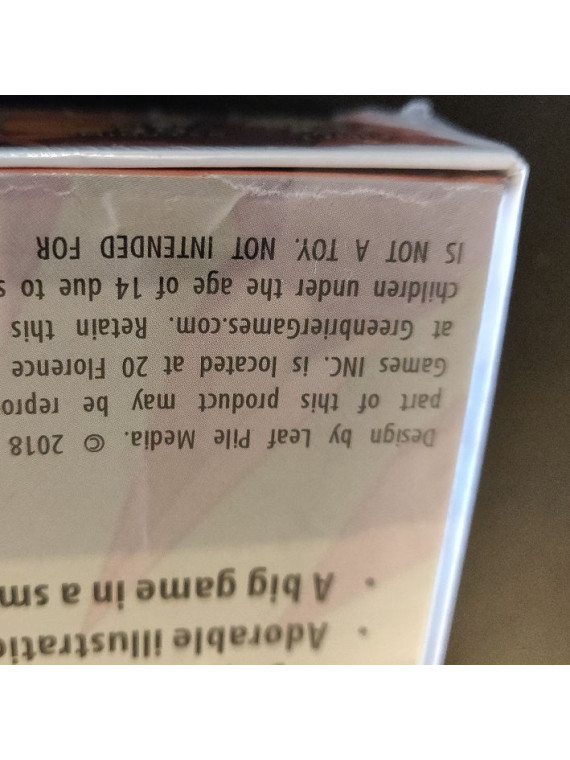 • Adorable illustratio
• A big game in a sm
Design by Leaf Pile Media. © 2018
part of this product may be repro
Games INC. is located at 20 Florence
at GreenbrierGames.com. Retain this
children under the age of 14 due to s
IS NOT A TOY. NOT INTENDED FOR